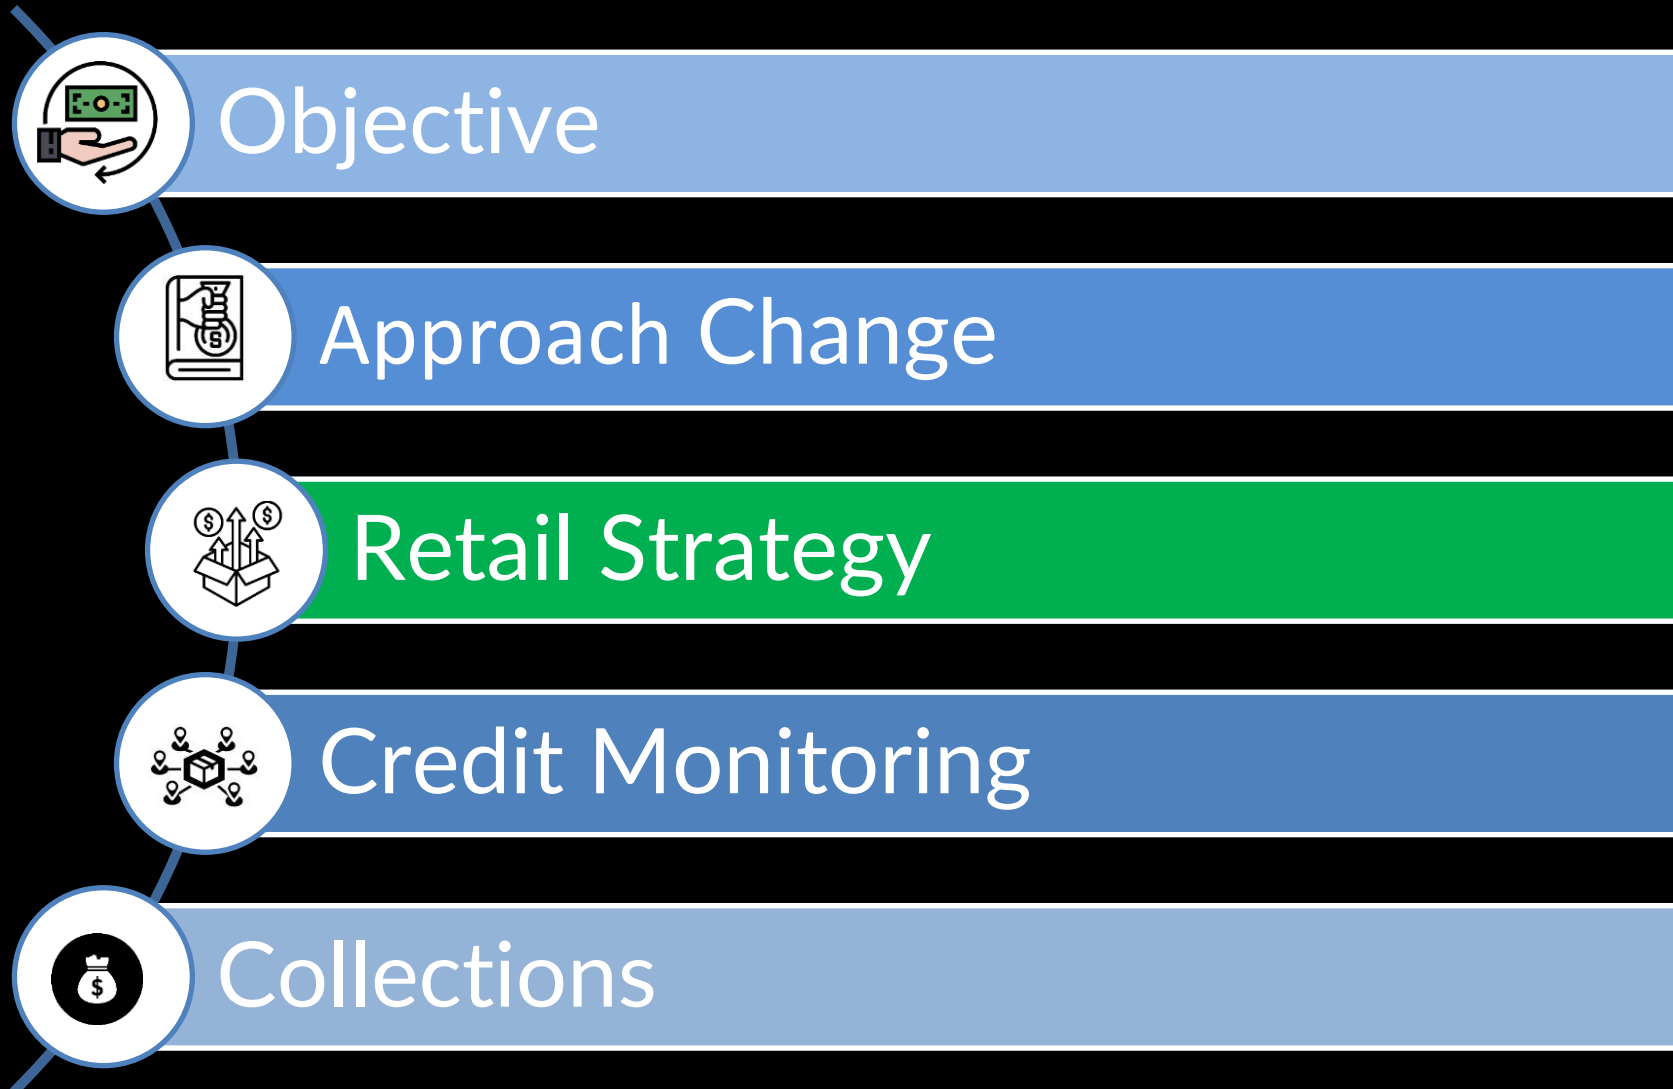 Objective
Approach Change
Retail Strategy
Credit Monitoring
Collections